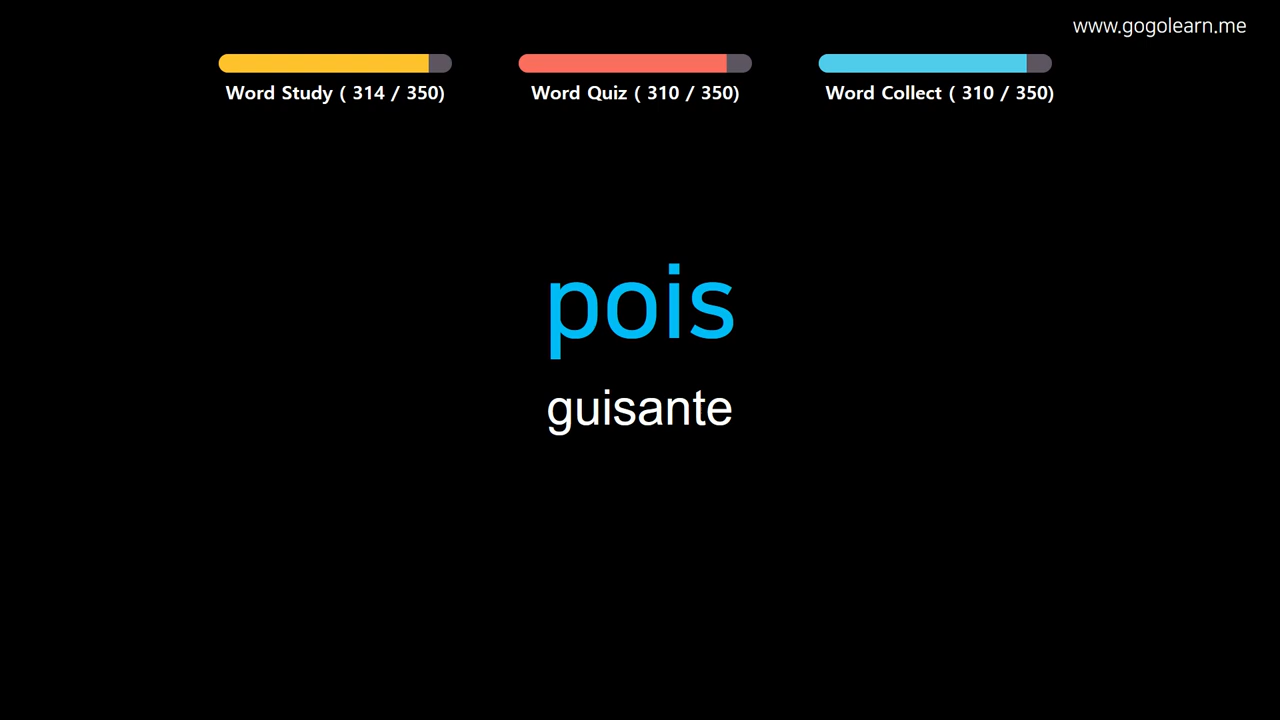 www.gogolearn.me
Word Study ( 314 / 350)
Word Quiz ( 310 / 350)
Word Collect ( 310 / 350)
pois
guisante